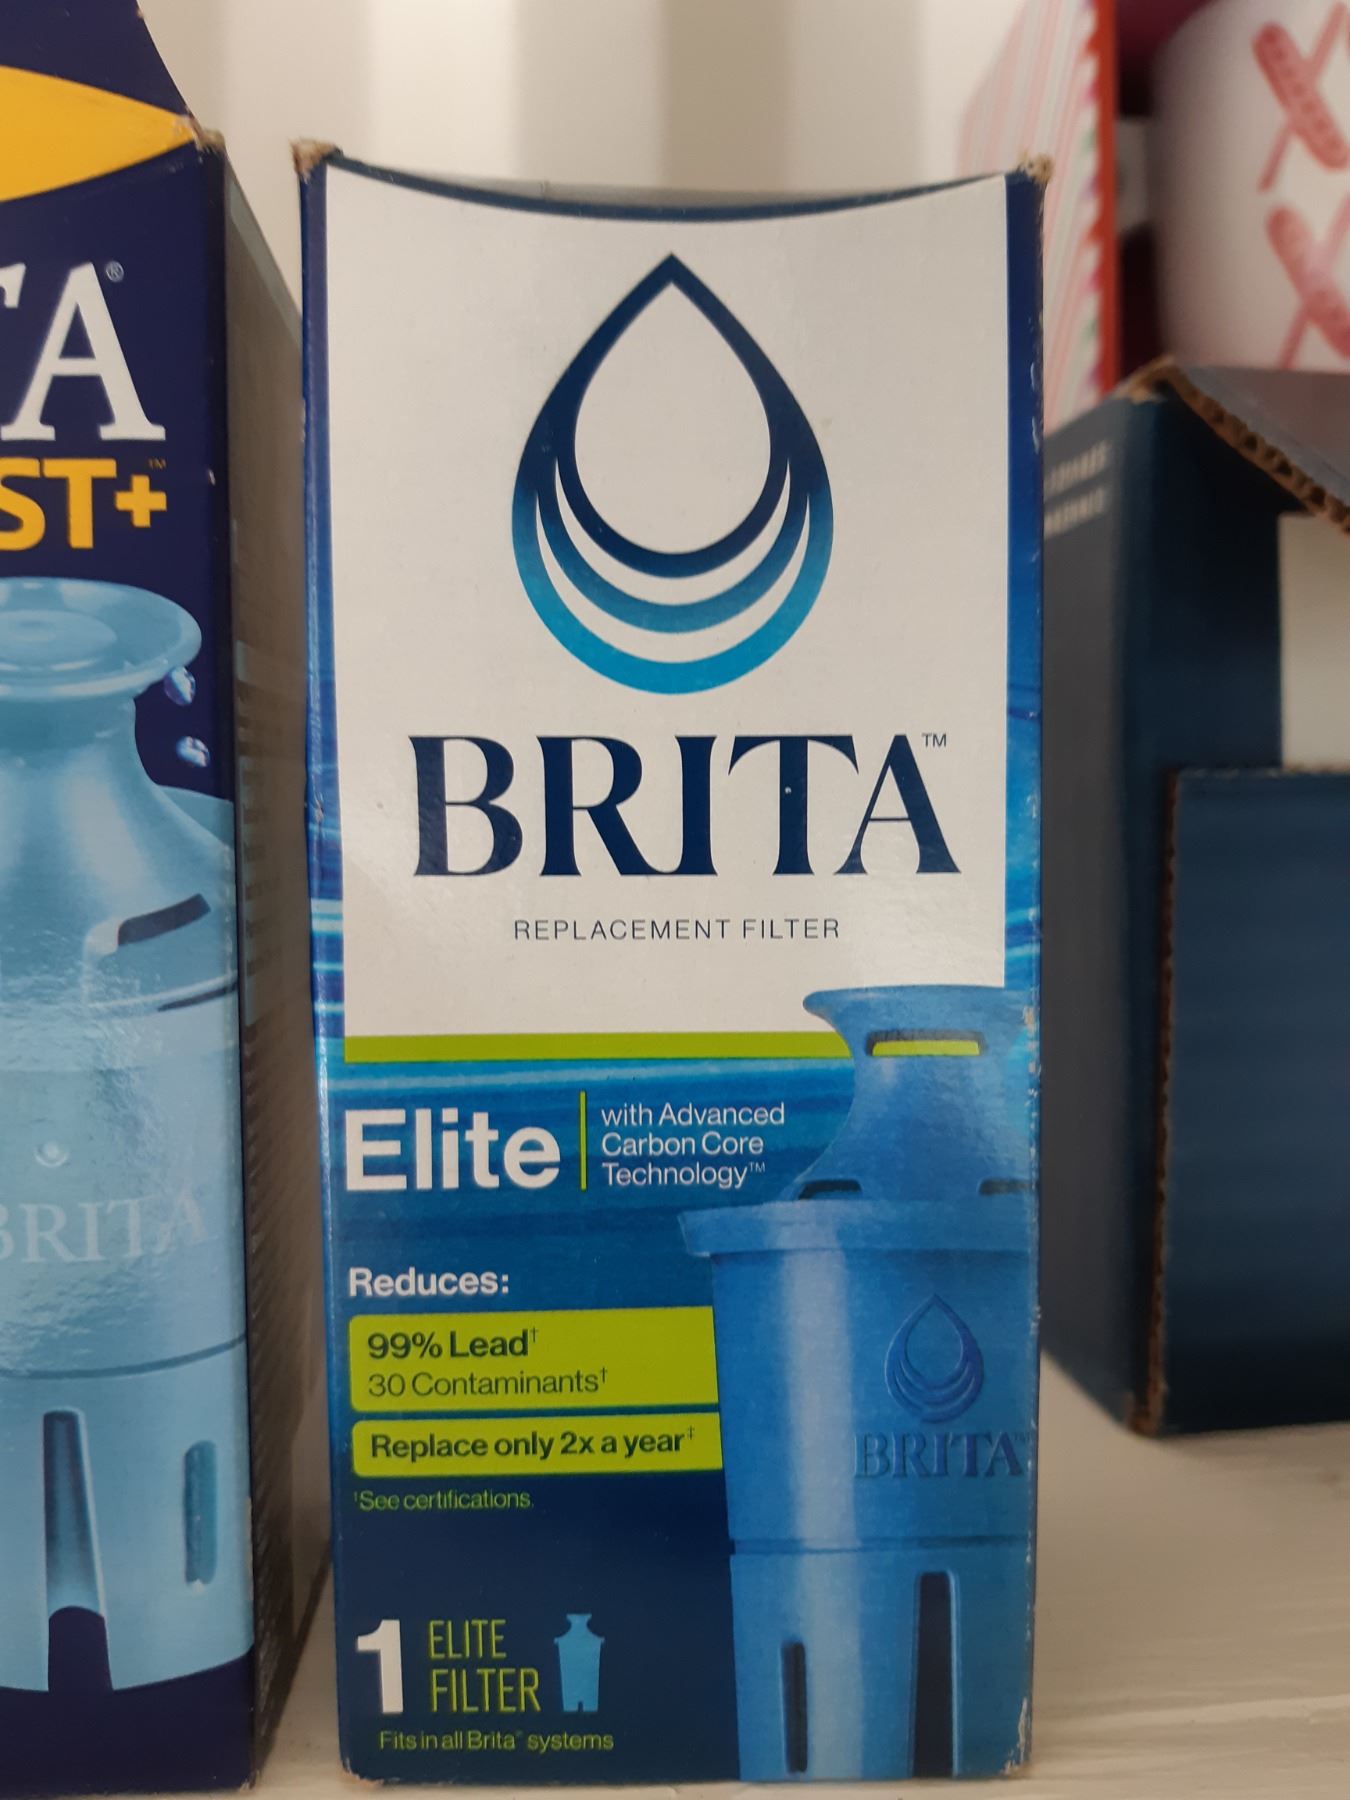 TA®
ST+™
BRITA
BRITA™
REPLACEMENT FILTER
Elite
with Advanced
Carbon Core
Technology™
Reduces:
99% Lead†
30 Contaminants†
Replace only 2x a year‡
†See certifications.
BRITA
1 ELITE
FILTER
Fits in all Brita® systems